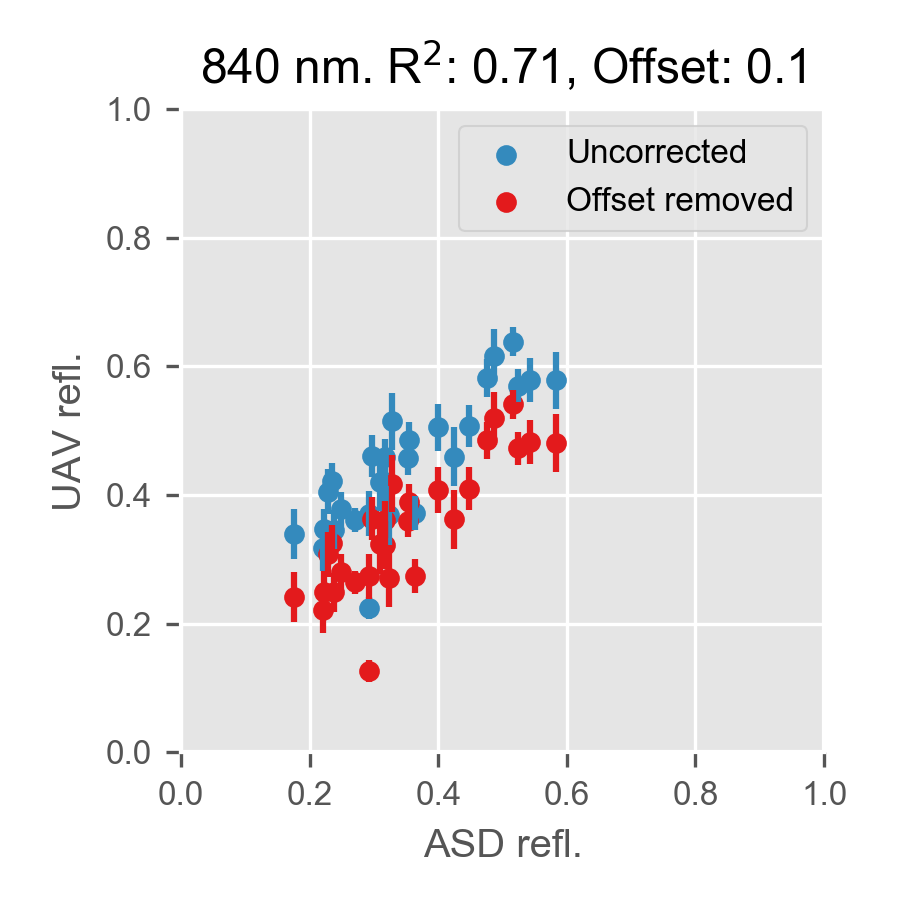 840 nm. R²: 0.71, Offset: 0.1
1.0
0.8
0.6
0.4
0.2
0.0
UAV refl.
Uncorrected
Offset removed
0.0 0.2 0.4 0.6 0.8 1.0
ASD refl.